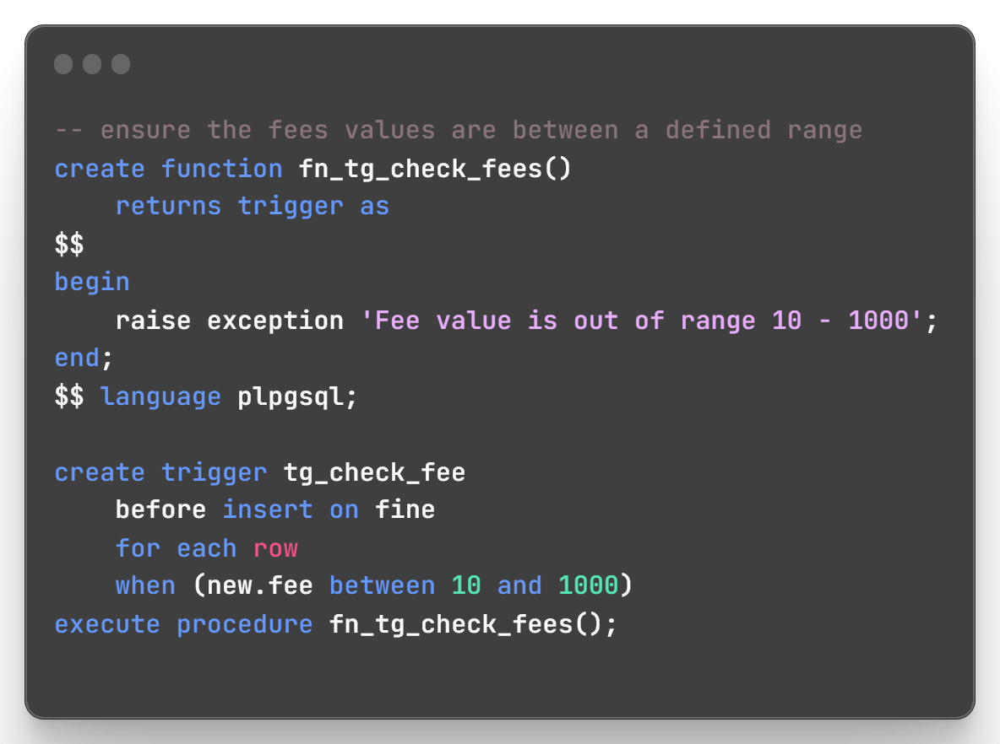 -- ensure the fees values are between a defined range
create function fn_tg_check_fees()
    returns trigger as
$$
begin
    raise exception 'Fee value is out of range 10 - 1000';
end;
$$ language plpgsql;

create trigger tg_check_fee
    before insert on fine
    for each row
    when (new.fee between 10 and 1000)
execute procedure fn_tg_check_fees();